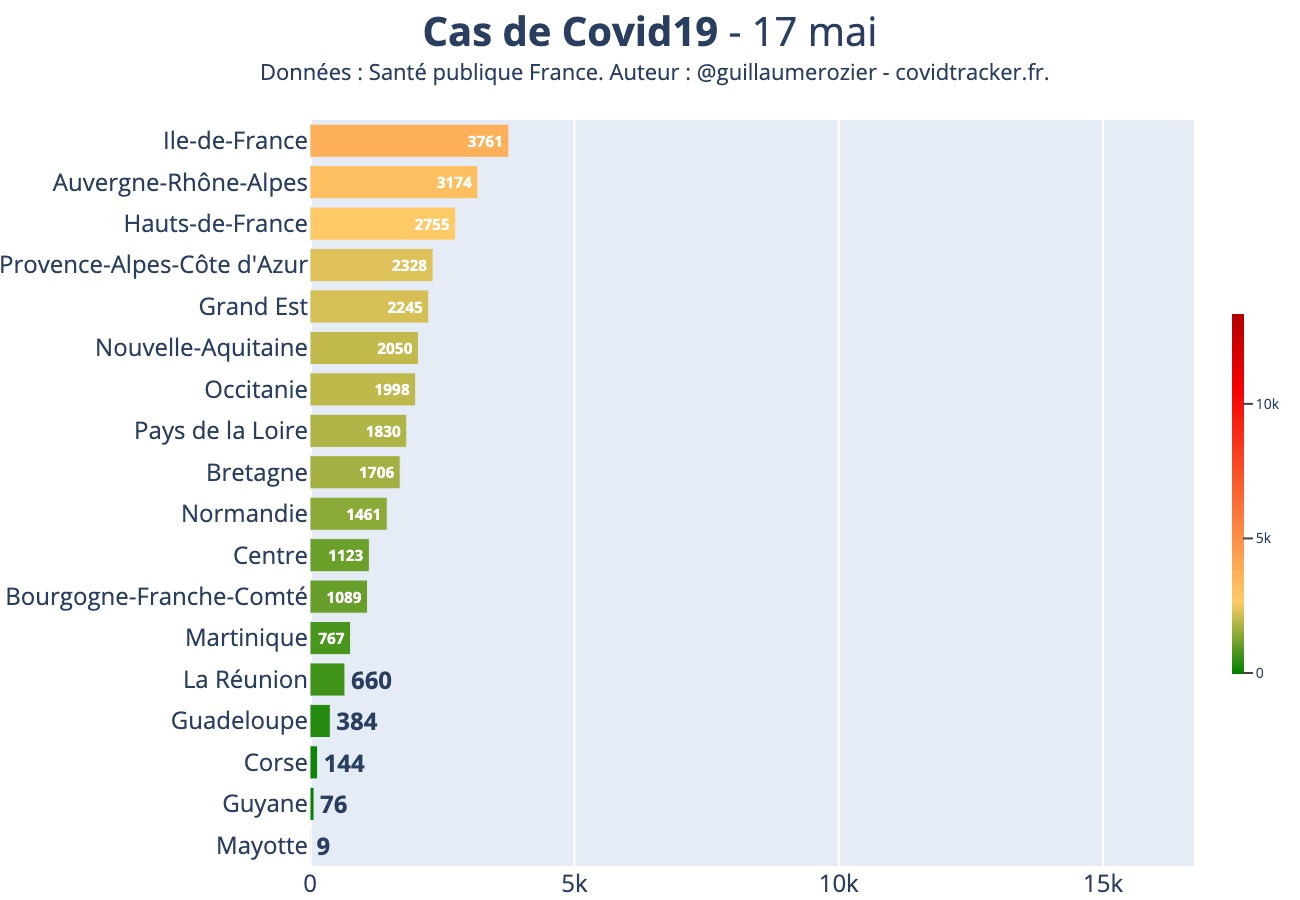 Cas de Covid19 - 17 mai
Données : Santé publique France. Auteur : @guillaumerozier - covidtracker.fr.
Ile-de-France 3761
Auvergne-Rhône-Alpes 3174
Hauts-de-France 2755
Provence-Alpes-Côte d'Azur 2328
Grand Est 2245
Nouvelle-Aquitaine 2050
Occitanie 1998
Pays de la Loire 1830
Bretagne 1706
Normandie 1461
Centre 1123
Bourgogne-Franche-Comté 1089
Martinique 767
La Réunion 660
Guadeloupe 384
Corse 144
Guyane 76
Mayotte 9
0 5k 10k 15k
10k
5k
0